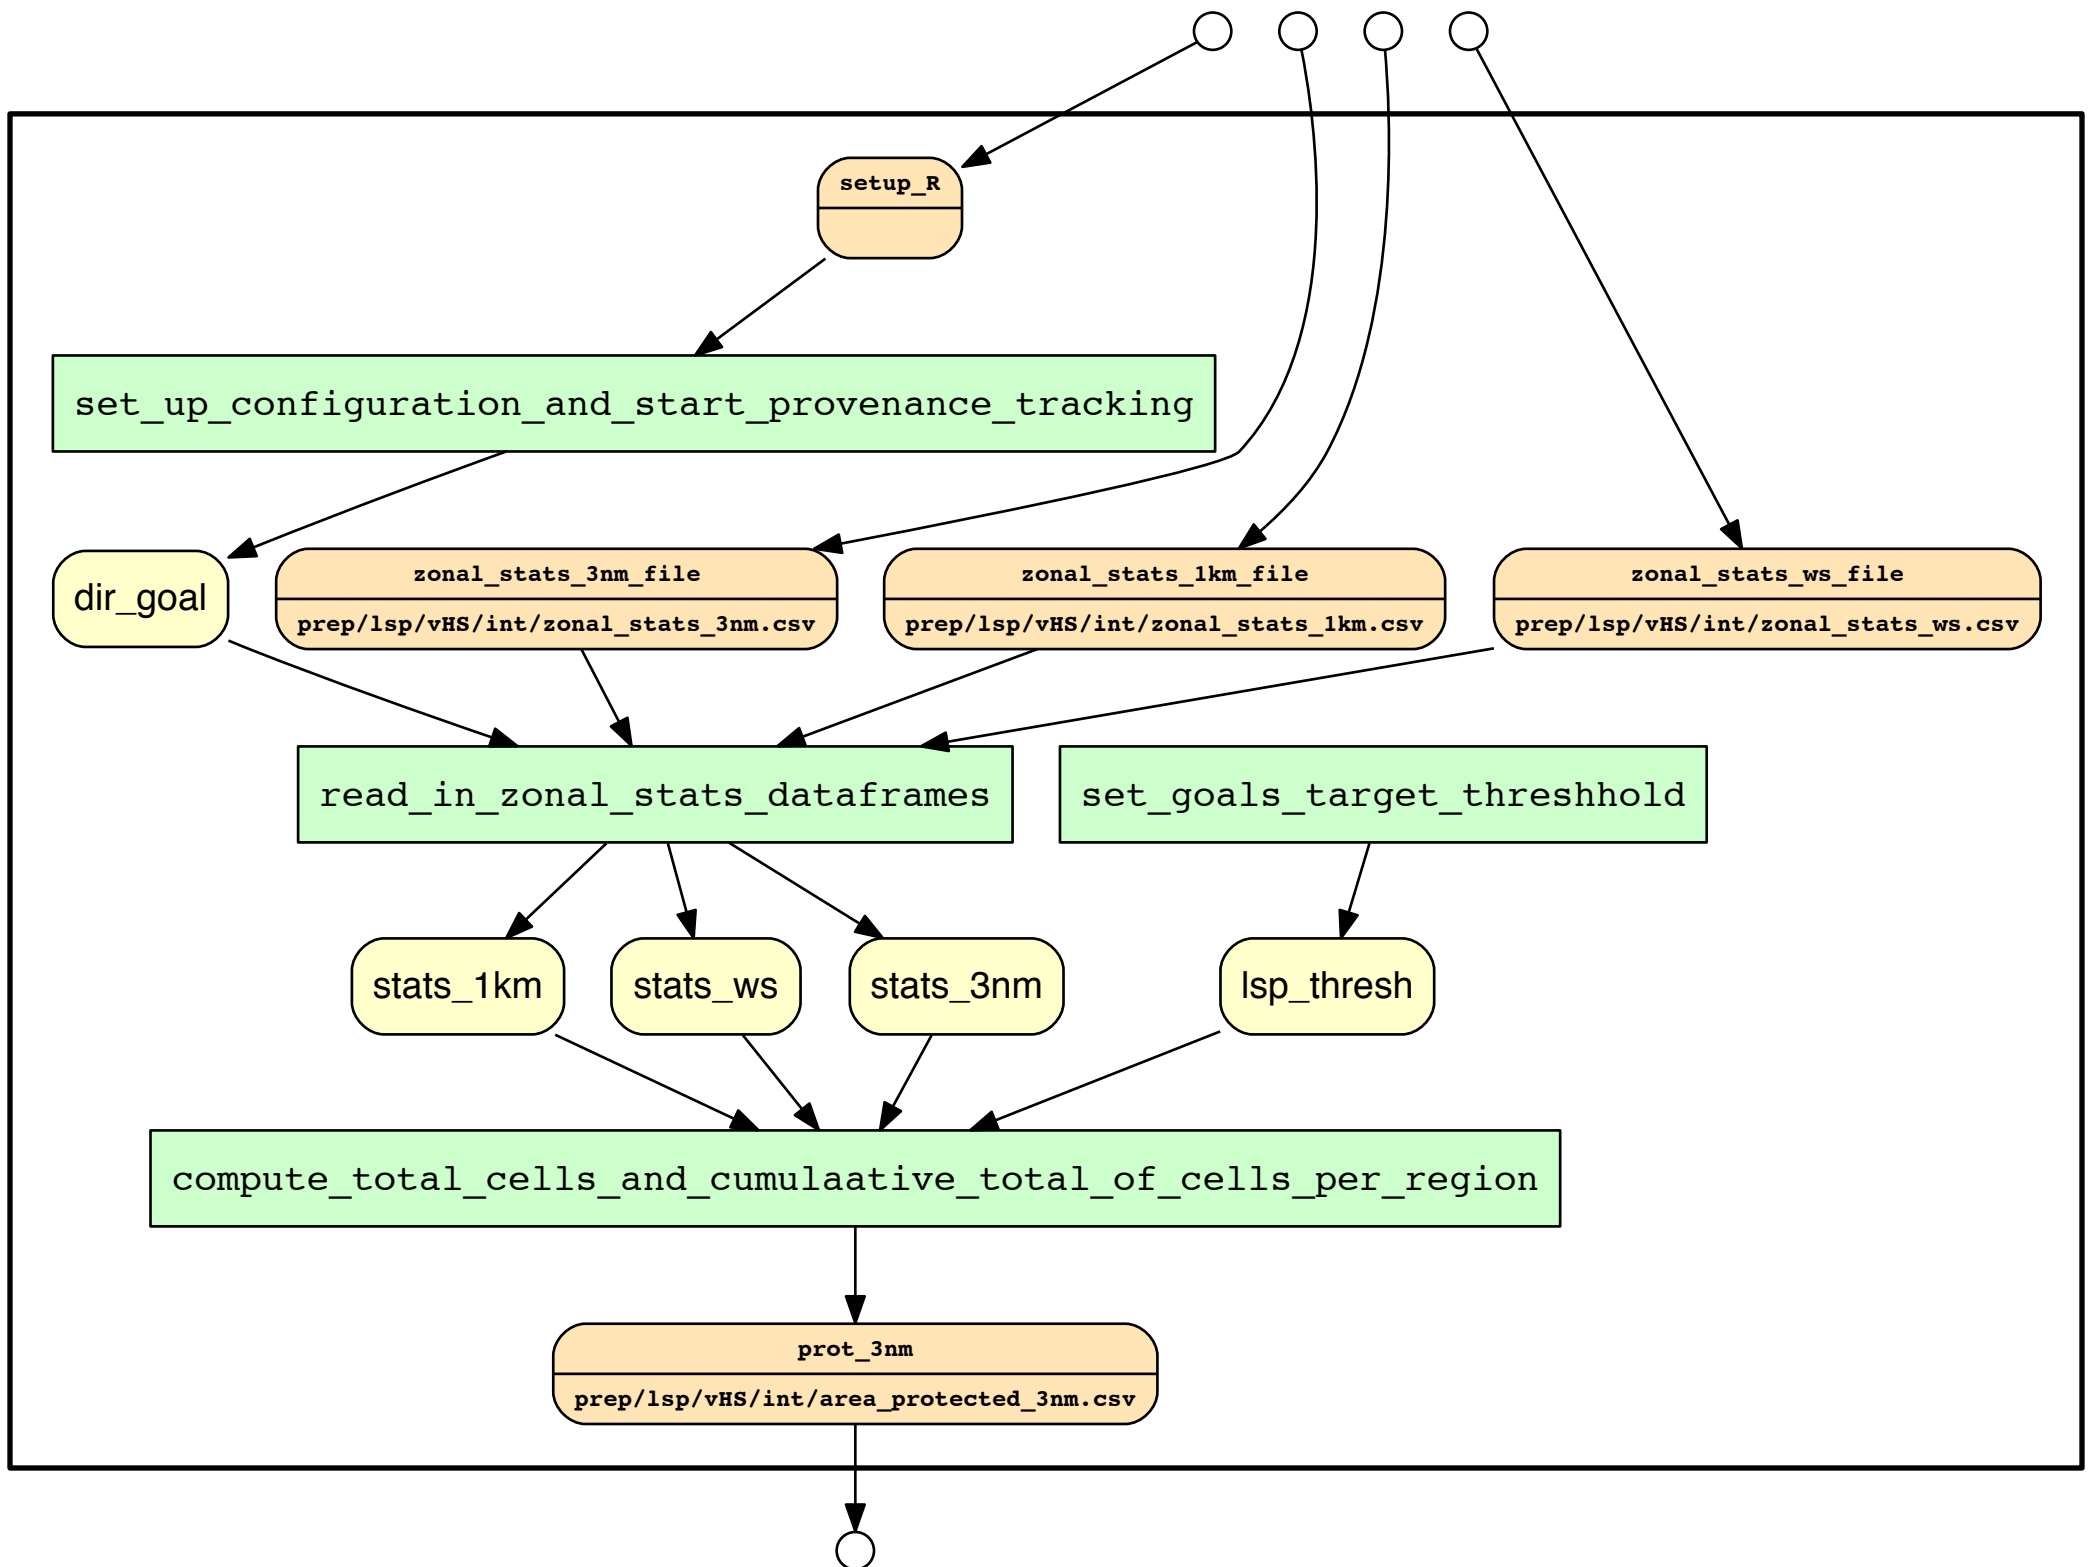 setup_R
set_up_configuration_and_start_provenance_tracking
dir_goal
zonal_stats_3nm_file
prep/lsp/vHS/int/zonal_stats_3nm.csv
zonal_stats_1km_file
prep/lsp/vHS/int/zonal_stats_1km.csv
zonal_stats_ws_file
prep/lsp/vHS/int/zonal_stats_ws.csv
read_in_zonal_stats_dataframes
set_goals_target_threshhold
stats_1km
stats_ws
stats_3nm
lsp_thresh
compute_total_cells_and_cumulaative_total_of_cells_per_region
prot_3nm
prep/lsp/vHS/int/area_protected_3nm.csv